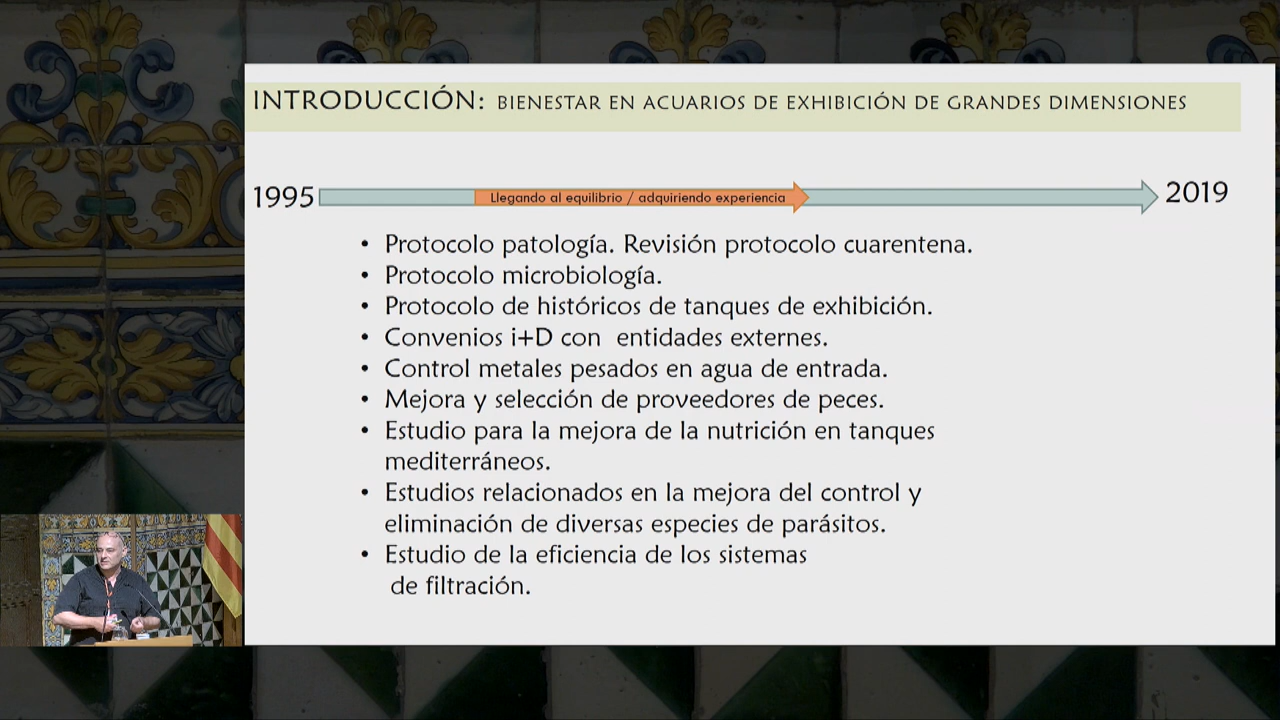 INTRODUCCIÓN: BIENESTAR EN ACUARIOS DE EXHIBICIÓN DE GRANDES DIMENSIONES
1995 Llegando al equilibrio / adquiriendo experiencia 2019
• Protocolo patología. Revisión protocolo cuarentena.
• Protocolo microbiología.
• Protocolo de históricos de tanques de exhibición.
• Convenios i+D con entidades externes.
• Control metales pesados en agua de entrada.
• Mejora y selección de proveedores de peces.
• Estudio para la mejora de la nutrición en tanques
mediterráneos.
• Estudios relacionados en la mejora del control y
eliminación de diversas especies de parásitos.
• Estudio de la eficiencia de los sistemas
de filtración.